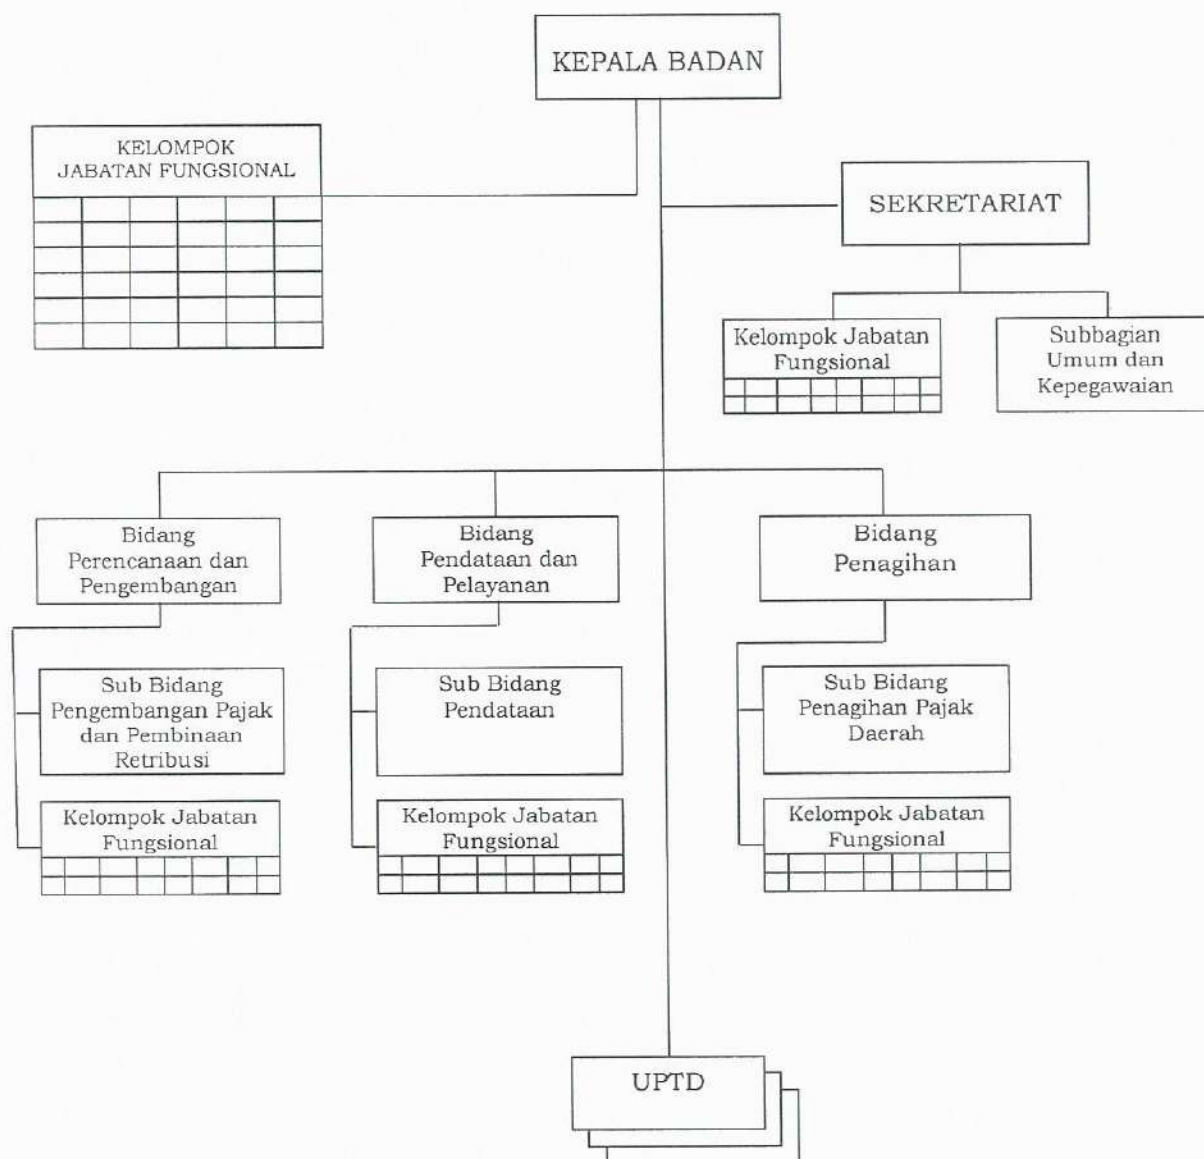 KEPALA BADAN
KELOMPOK
JABATAN FUNGSIONAL
SEKRETARIAT
Kelompok Jabatan
Fungsional
Subbagian
Umum dan
Kepegawaian
Bidang
Perencanaan dan
Pengembangan
Bidang
Pendataan dan
Pelayanan
Bidang
Penagihan
Sub Bidang
Pengembangan Pajak
dan Pembinaan
Retribusi
Sub Bidang
Pendataan
Sub Bidang
Penagihan Pajak
Daerah
Kelompok Jabatan
Fungsional
Kelompok Jabatan
Fungsional
Kelompok Jabatan
Fungsional
UPTD